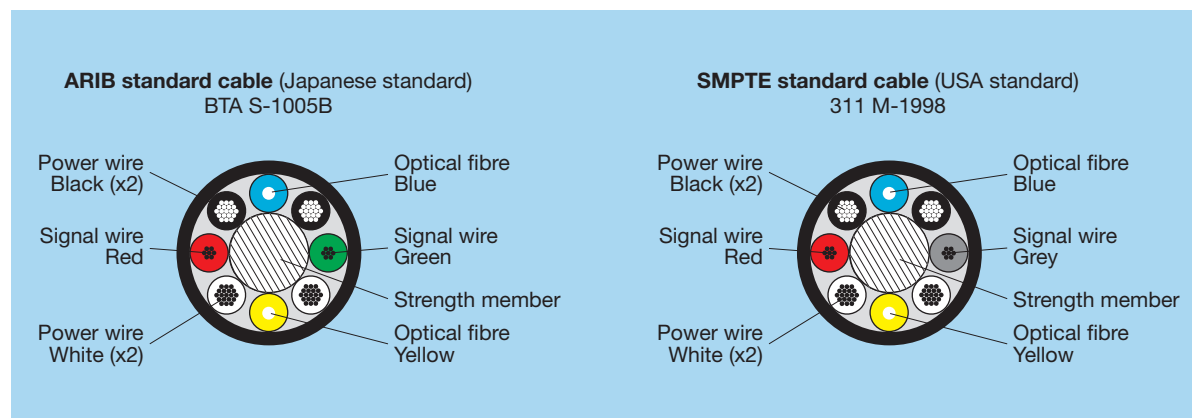 ARIB standard cable (Japanese standard)
BTA S-1005B
Power wire
Black (x2)
Optical fibre
Blue
Signal wire
Red
Signal wire
Green
Strength member
Power wire
White (x2)
Optical fibre
Yellow
SMPTE standard cable (USA standard)
311 M-1998
Power wire
Black (x2)
Optical fibre
Blue
Signal wire
Red
Signal wire
Grey
Strength member
Power wire
White (x2)
Optical fibre
Yellow